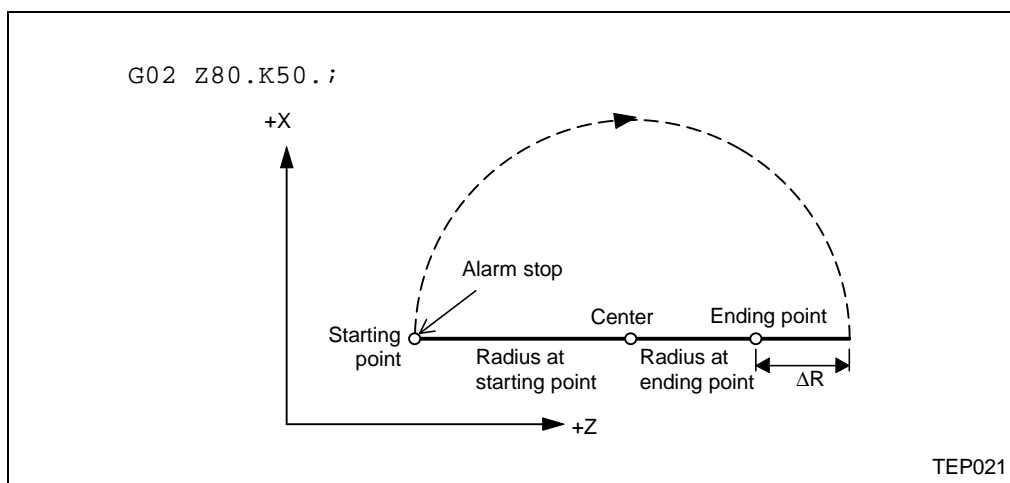 G02 Z80.K50.;
+X
Alarm stop
Starting
point
Center
Ending point
Radius at
starting point
Radius at
ending point
ΔR
+Z
TEP021